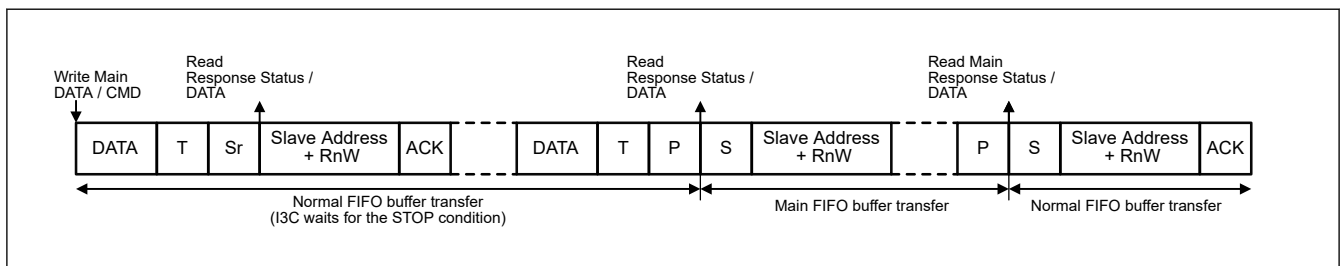 Write Main
DATA / CMD
Read
Response Status /
DATA
Read
Response Status /
DATA
Read Main
Response Status /
DATA
DATA
T
Sr
Slave Address
+ RnW
ACK
DATA
T
P
S
Slave Address
+ RnW
P
S
Slave Address
+ RnW
ACK
Normal FIFO buffer transfer
(I3C waits for the STOP condition)
Main FIFO buffer transfer
Normal FIFO buffer transfer